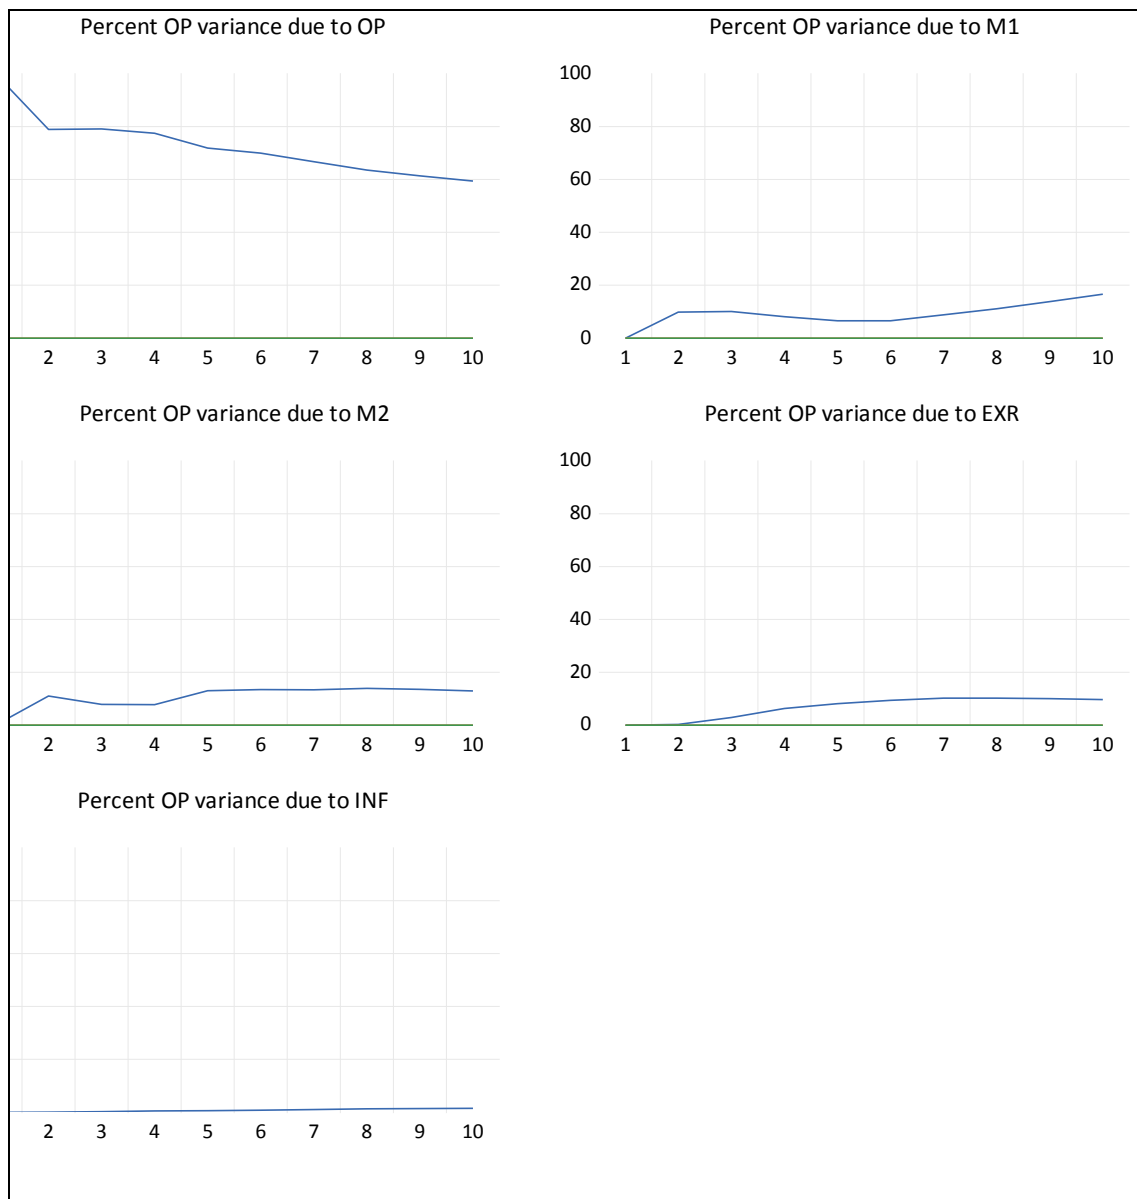 Percent OP variance due to OP
2 3 4 5 6 7 8 9 10
Percent OP variance due to M1
100
80
60
40
20
0
1 2 3 4 5 6 7 8 9 10
Percent OP variance due to M2
2 3 4 5 6 7 8 9 10
Percent OP variance due to EXR
100
80
60
40
20
0
1 2 3 4 5 6 7 8 9 10
Percent OP variance due to INF
2 3 4 5 6 7 8 9 10